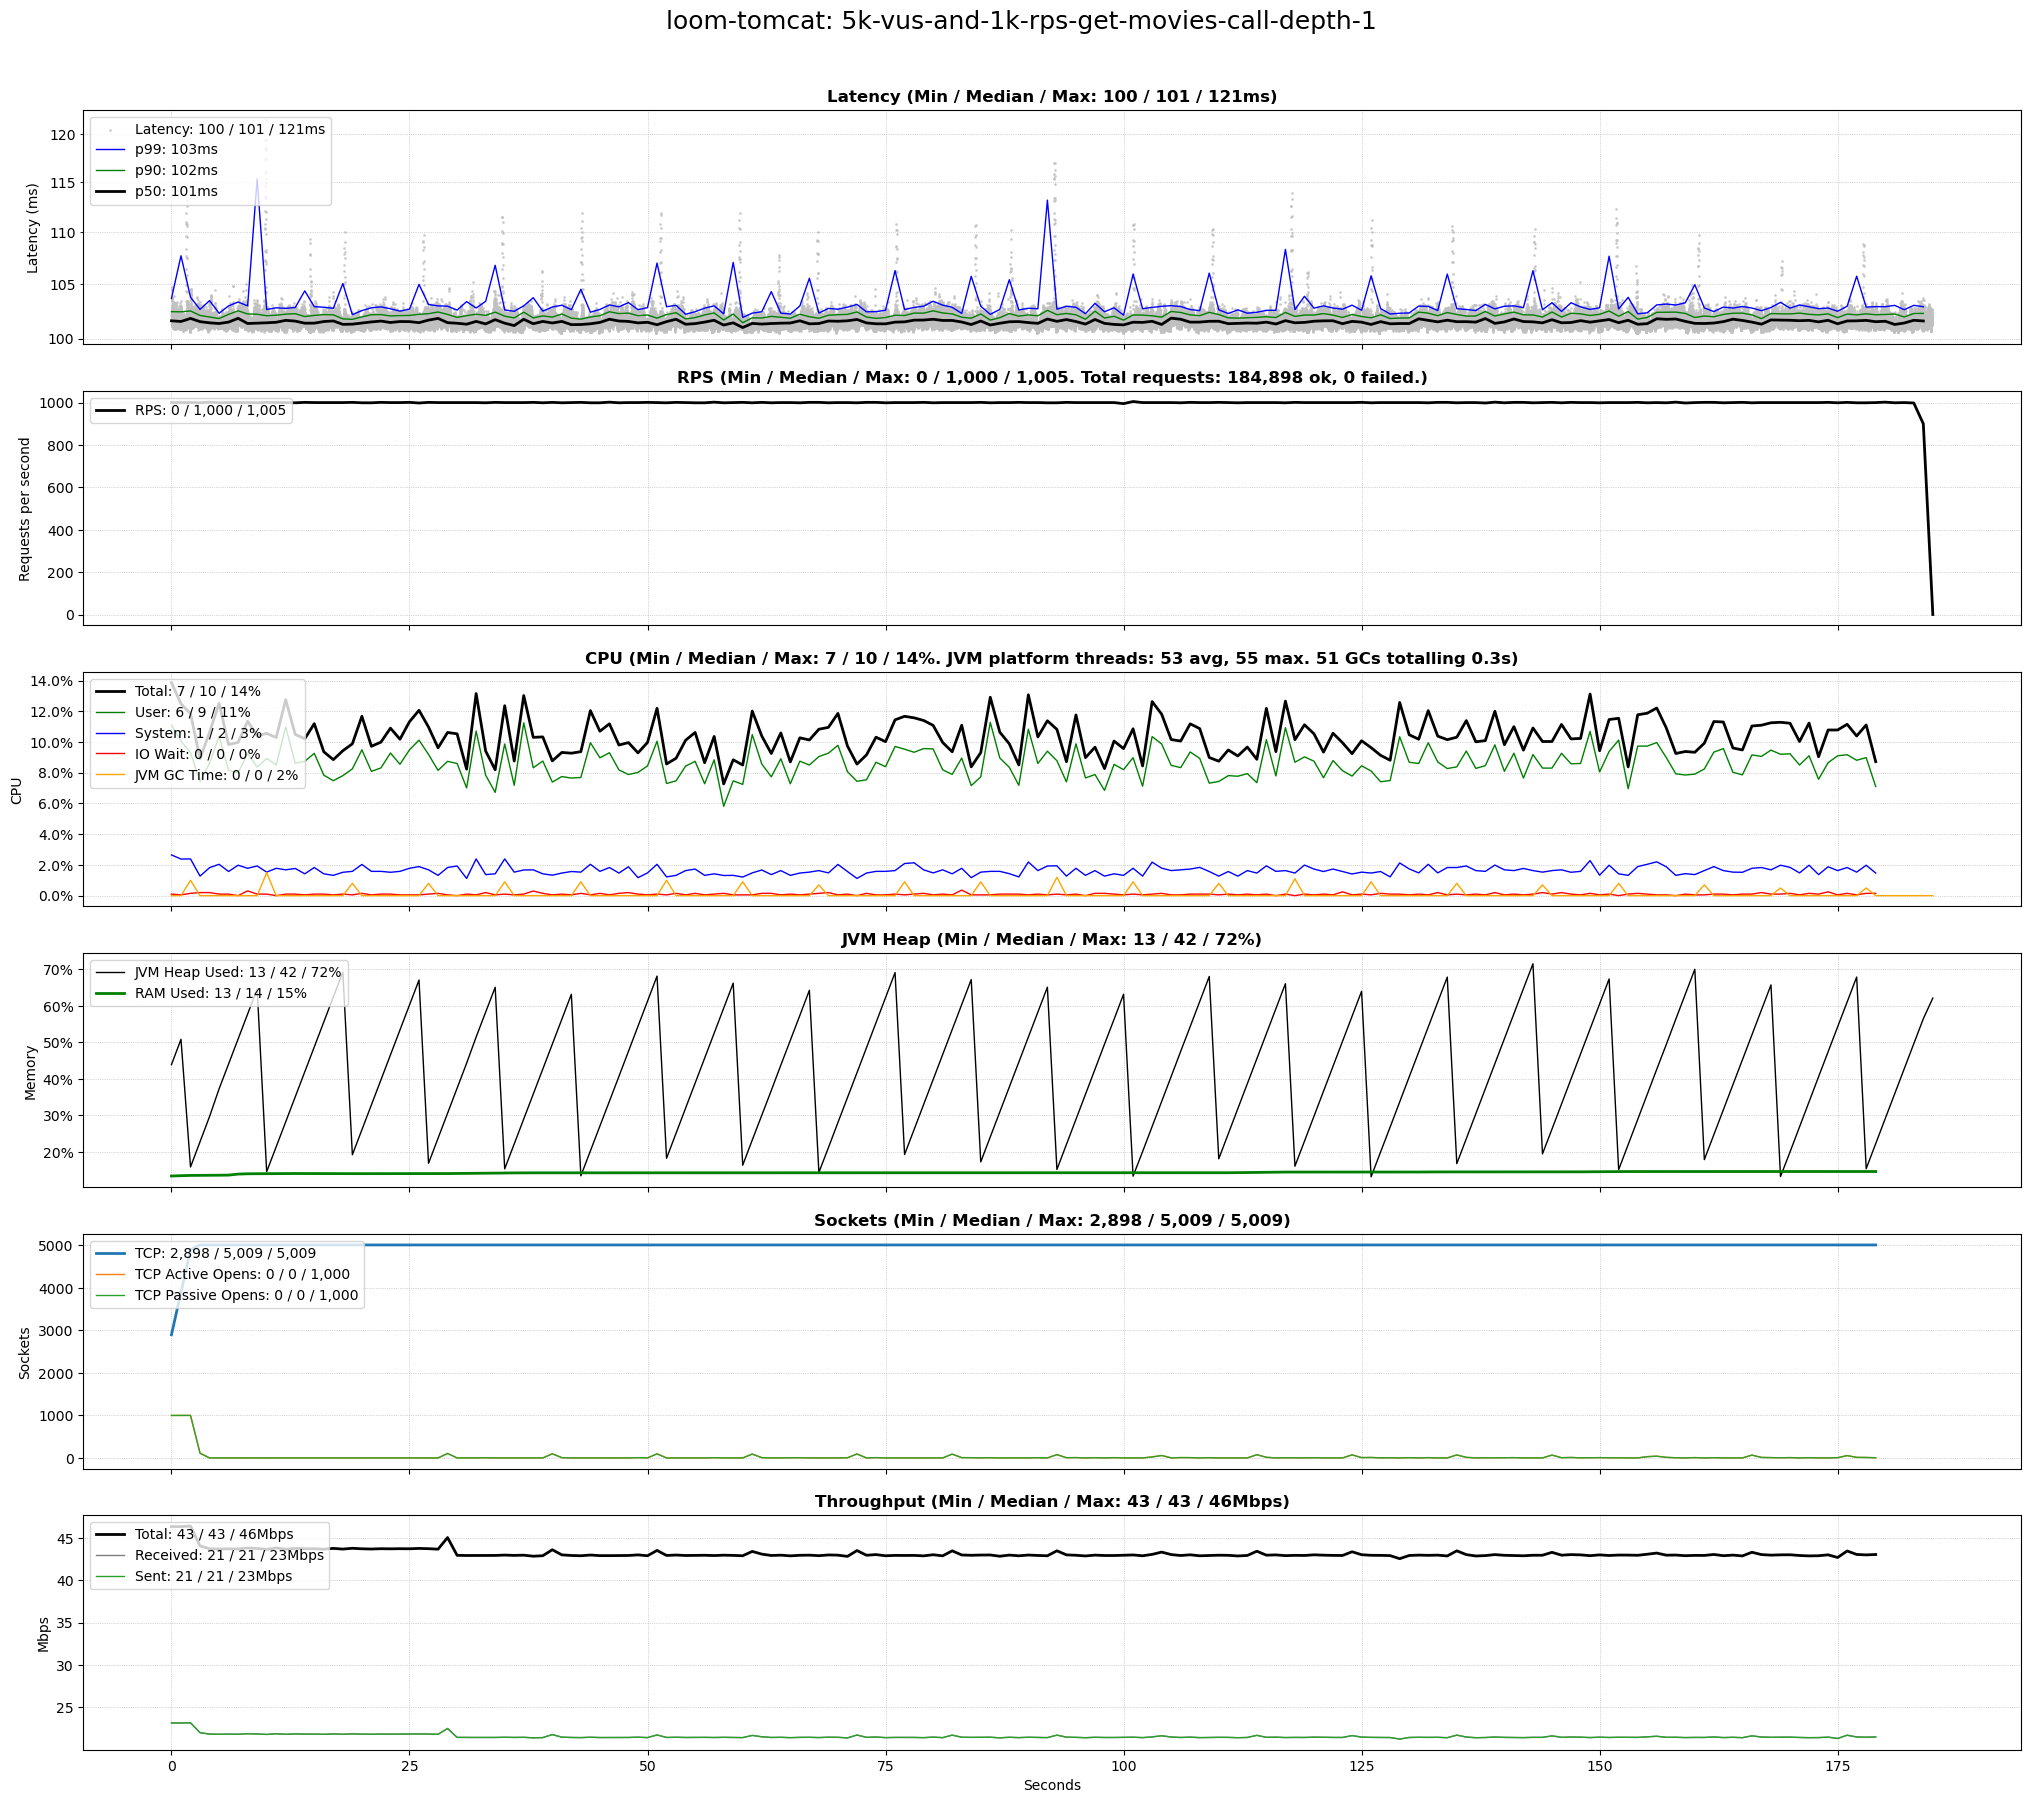 loom-tomcat: 5k-vus-and-1k-rps-get-movies-call-depth-1
Latency (Min / Median / Max: 100 / 101 / 121ms)
Latency: 100 / 101 / 121ms
p99: 103ms
p90: 102ms
p50: 101ms
Latency (ms)
120
115
110
105
100
RPS (Min / Median / Max: 0 / 1,000 / 1,005. Total requests: 184,898 ok, 0 failed.)
RPS: 0 / 1,000 / 1,005
Requests per second
1000
800
600
400
200
0
CPU (Min / Median / Max: 7 / 10 / 14%. JVM platform threads: 53 avg, 55 max. 51 GCs totalling 0.3s)
Total: 7 / 10 / 14%
User: 6 / 9 / 11%
System: 1 / 2 / 3%
IO Wait: 0 / 0 / 0%
JVM GC Time: 0 / 0 / 2%
CPU
14.0%
12.0%
10.0%
8.0%
6.0%
4.0%
2.0%
0.0%
JVM Heap (Min / Median / Max: 13 / 42 / 72%)
JVM Heap Used: 13 / 42 / 72%
RAM Used: 13 / 14 / 15%
Memory
70%
60%
50%
40%
30%
20%
Sockets (Min / Median / Max: 2,898 / 5,009 / 5,009)
TCP: 2,898 / 5,009 / 5,009
TCP Active Opens: 0 / 0 / 1,000
TCP Passive Opens: 0 / 0 / 1,000
Sockets
5000
4000
3000
2000
1000
0
Throughput (Min / Median / Max: 43 / 43 / 46Mbps)
Total: 43 / 43 / 46Mbps
Received: 21 / 21 / 23Mbps
Sent: 21 / 21 / 23Mbps
Mbps
45
40
35
30
25
0 25 50 75 100 125 150 175
Seconds